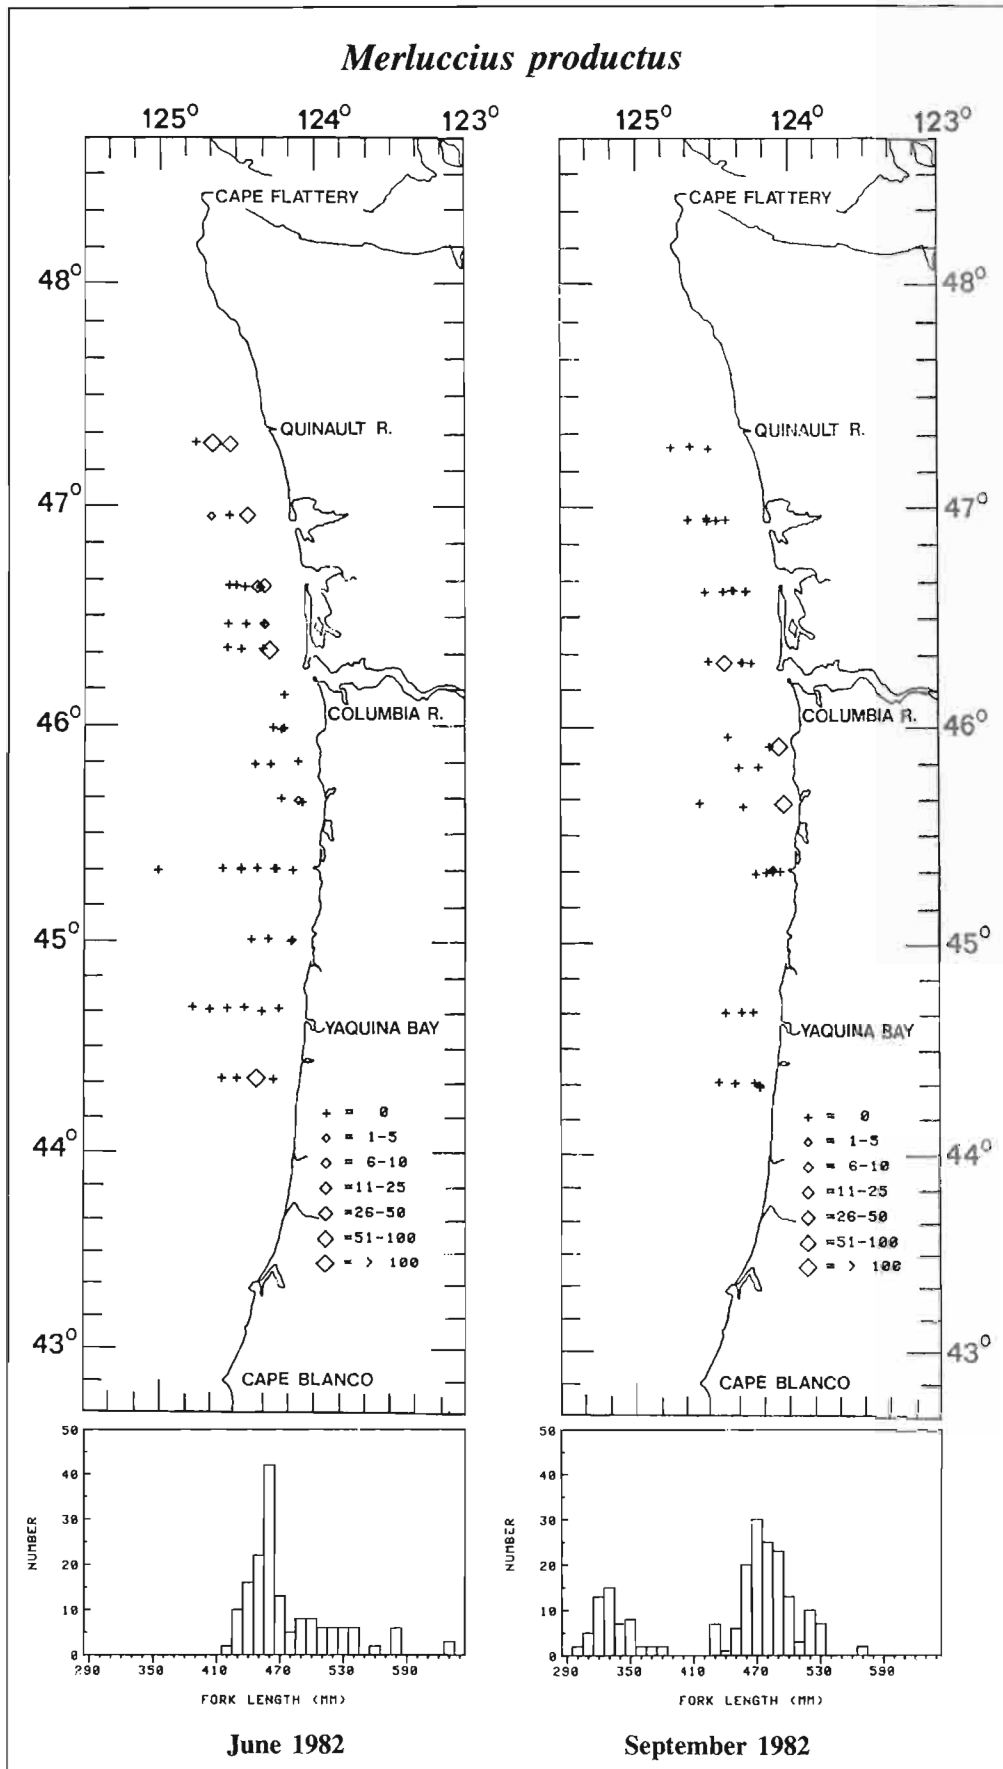 Merluccius productus
125° 124° 123°
CAPE FLATTERY
48°
QUINAULT R.
47°
46°
COLUMBIA R.
45°
YAQUINA BAY
+ = 0
◇ = 1-5
◇ = 6-10
◇ =11-25
◇ =26-50
◇ =51-100
◇ = > 100
44°
43°
CAPE BLANCO
125° 124° 123°
CAPE FLATTERY
48°
QUINAULT R.
47°
COLUMBIA R.
46°
45°
YAQUINA BAY
+ = 0
◇ = 1-5
◇ = 6-10
◇ =11-25
◇ =26-50
◇ =51-100
◇ = > 100
44°
43°
CAPE BLANCO
50
40
30
20
10
0
NUMBER
290 350 410 470 530 590
FORK LENGTH (MM)
June 1982
50
40
30
20
10
0
NUMBER
290 350 410 470 530 590
FORK LENGTH (MM)
September 1982